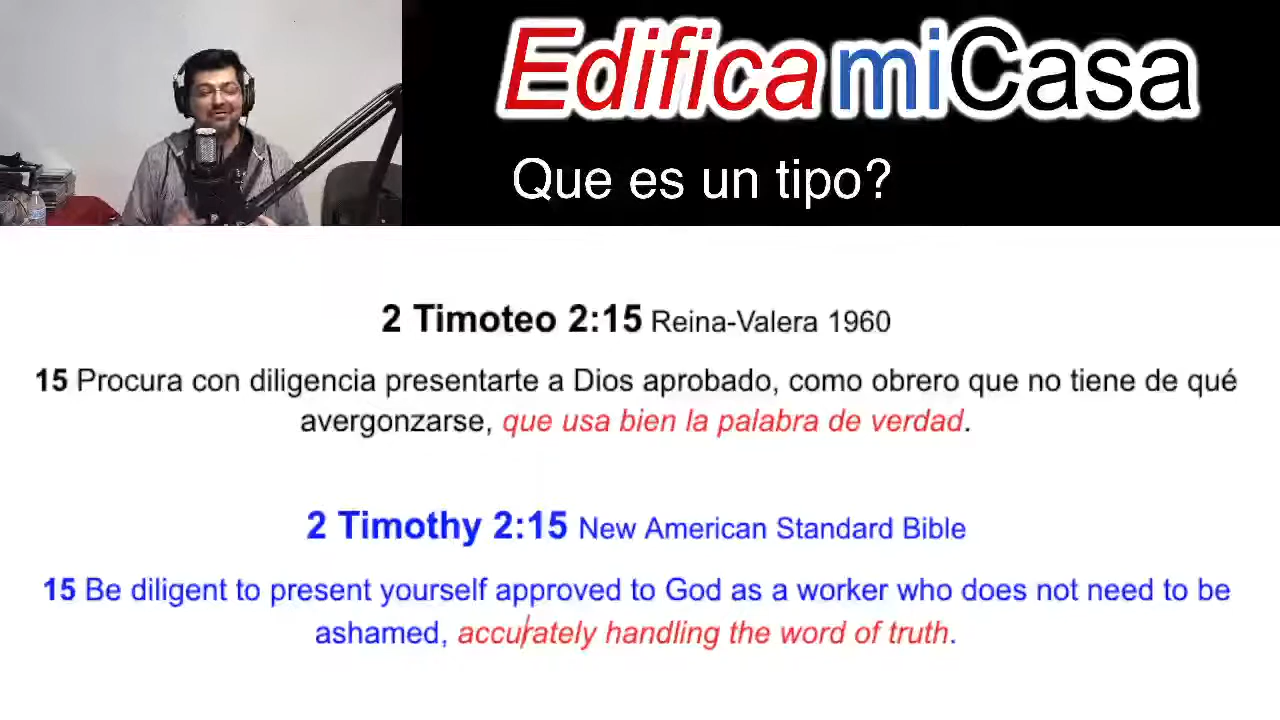 EdificamiCasa
Que es un tipo?
2 Timoteo 2:15 Reina-Valera 1960
15 Procura con diligencia presentarte a Dios aprobado, como obrero que no tiene de qué
avergonzarse, que usa bien la palabra de verdad.
2 Timothy 2:15 New American Standard Bible
15 Be diligent to present yourself approved to God as a worker who does not need to be
ashamed, accurately handling the word of truth.